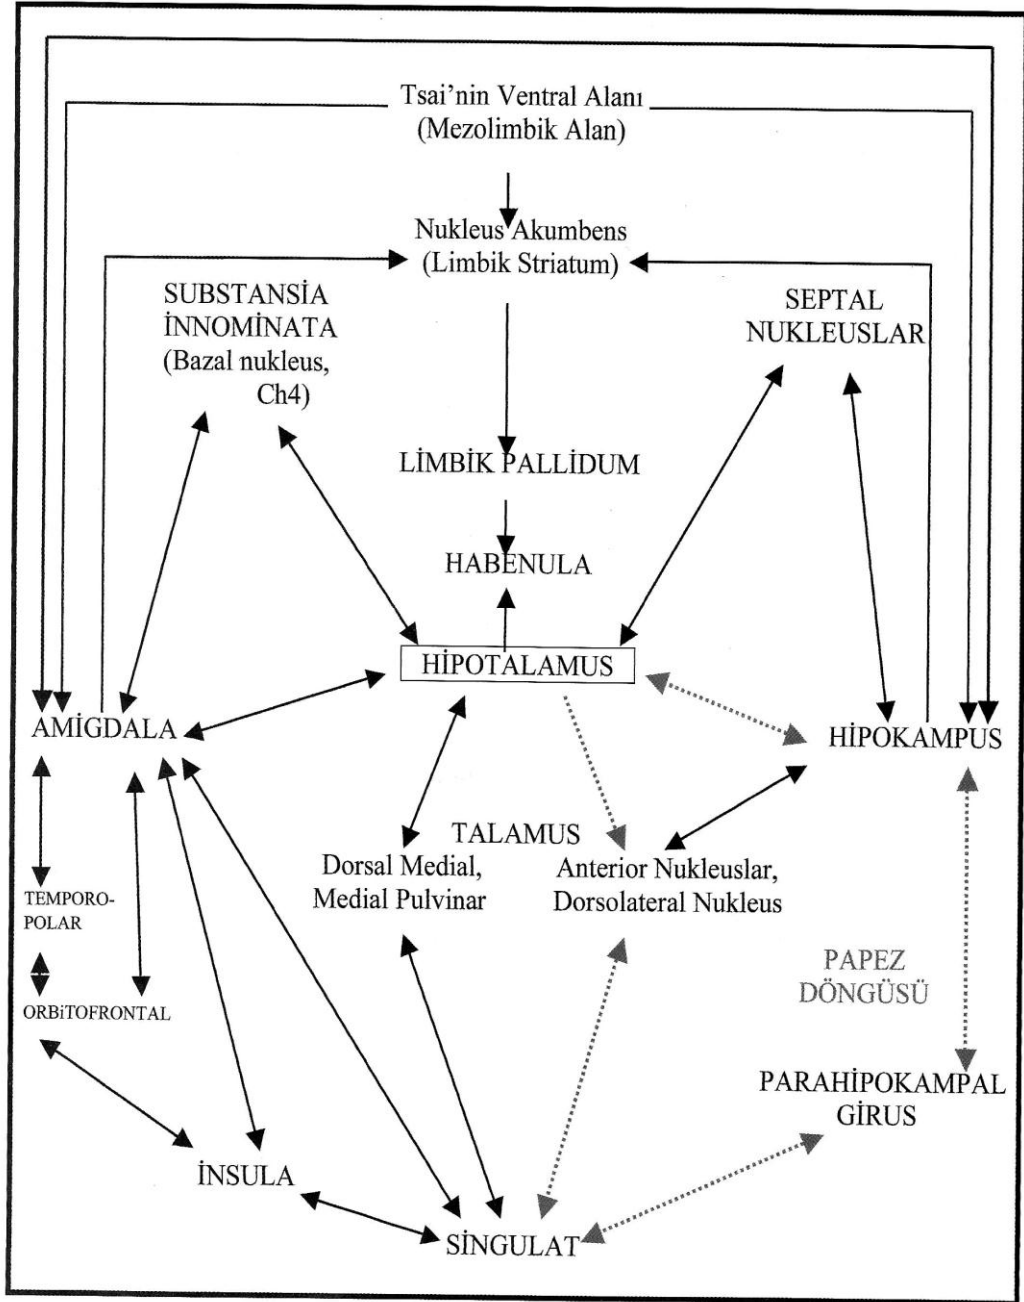 Tsai’nin Ventral Alanı
(Mezolimbik Alan)
Nukleus Akumbens
(Limbik Striatum)
SUBSTANSİA
İNNOMİNATA
(Bazal nukleus,
Ch4)
SEPTAL
NUKLEUSLAR
LİMBİK PALLİDUM
HABENULA
HİPOTALAMUS
AMİGDALA
HİPOKAMPUS
TALAMUS
Dorsal Medial,
Medial Pulvinar
Anterior Nukleuslar,
Dorsolateral Nukleus
TEMPORO-
POLAR
ORBiTOFRONTAL
PAPEZ
DÖNGÜSÜ
PARAHİPOKAMPAL
GİRUS
İNSULA
SİNGULAT